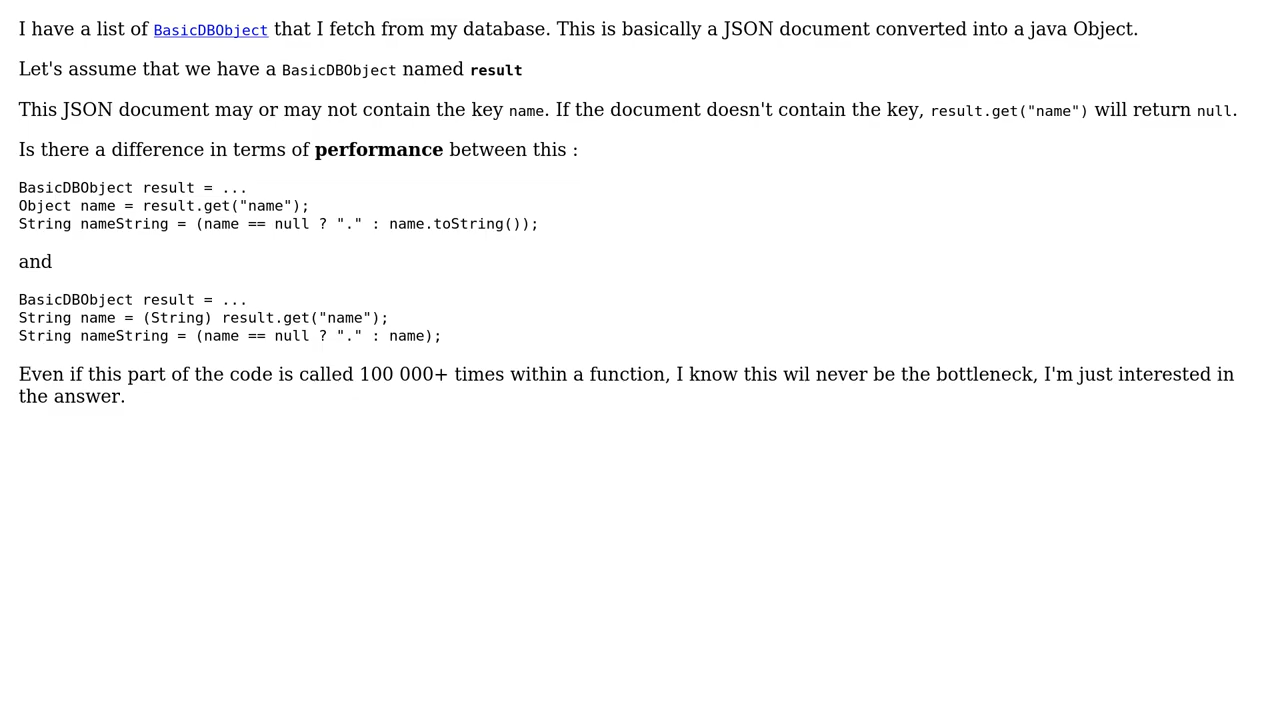 I have a list of BasicDBObject that I fetch from my database. This is basically a JSON document converted into a java Object.
Let's assume that we have a BasicDBObject named result
This JSON document may or may not contain the key name. If the document doesn't contain the key, result.get("name") will return null.
Is there a difference in terms of performance between this :
BasicDBObject result = ...
Object name = result.get("name");
String nameString = (name == null ? "." : name.toString());
and
BasicDBObject result = ...
String name = (String) result.get("name");
String nameString = (name == null ? "." : name);
Even if this part of the code is called 100 000+ times within a function, I know this wil never be the bottleneck, I'm just interested in
the answer.